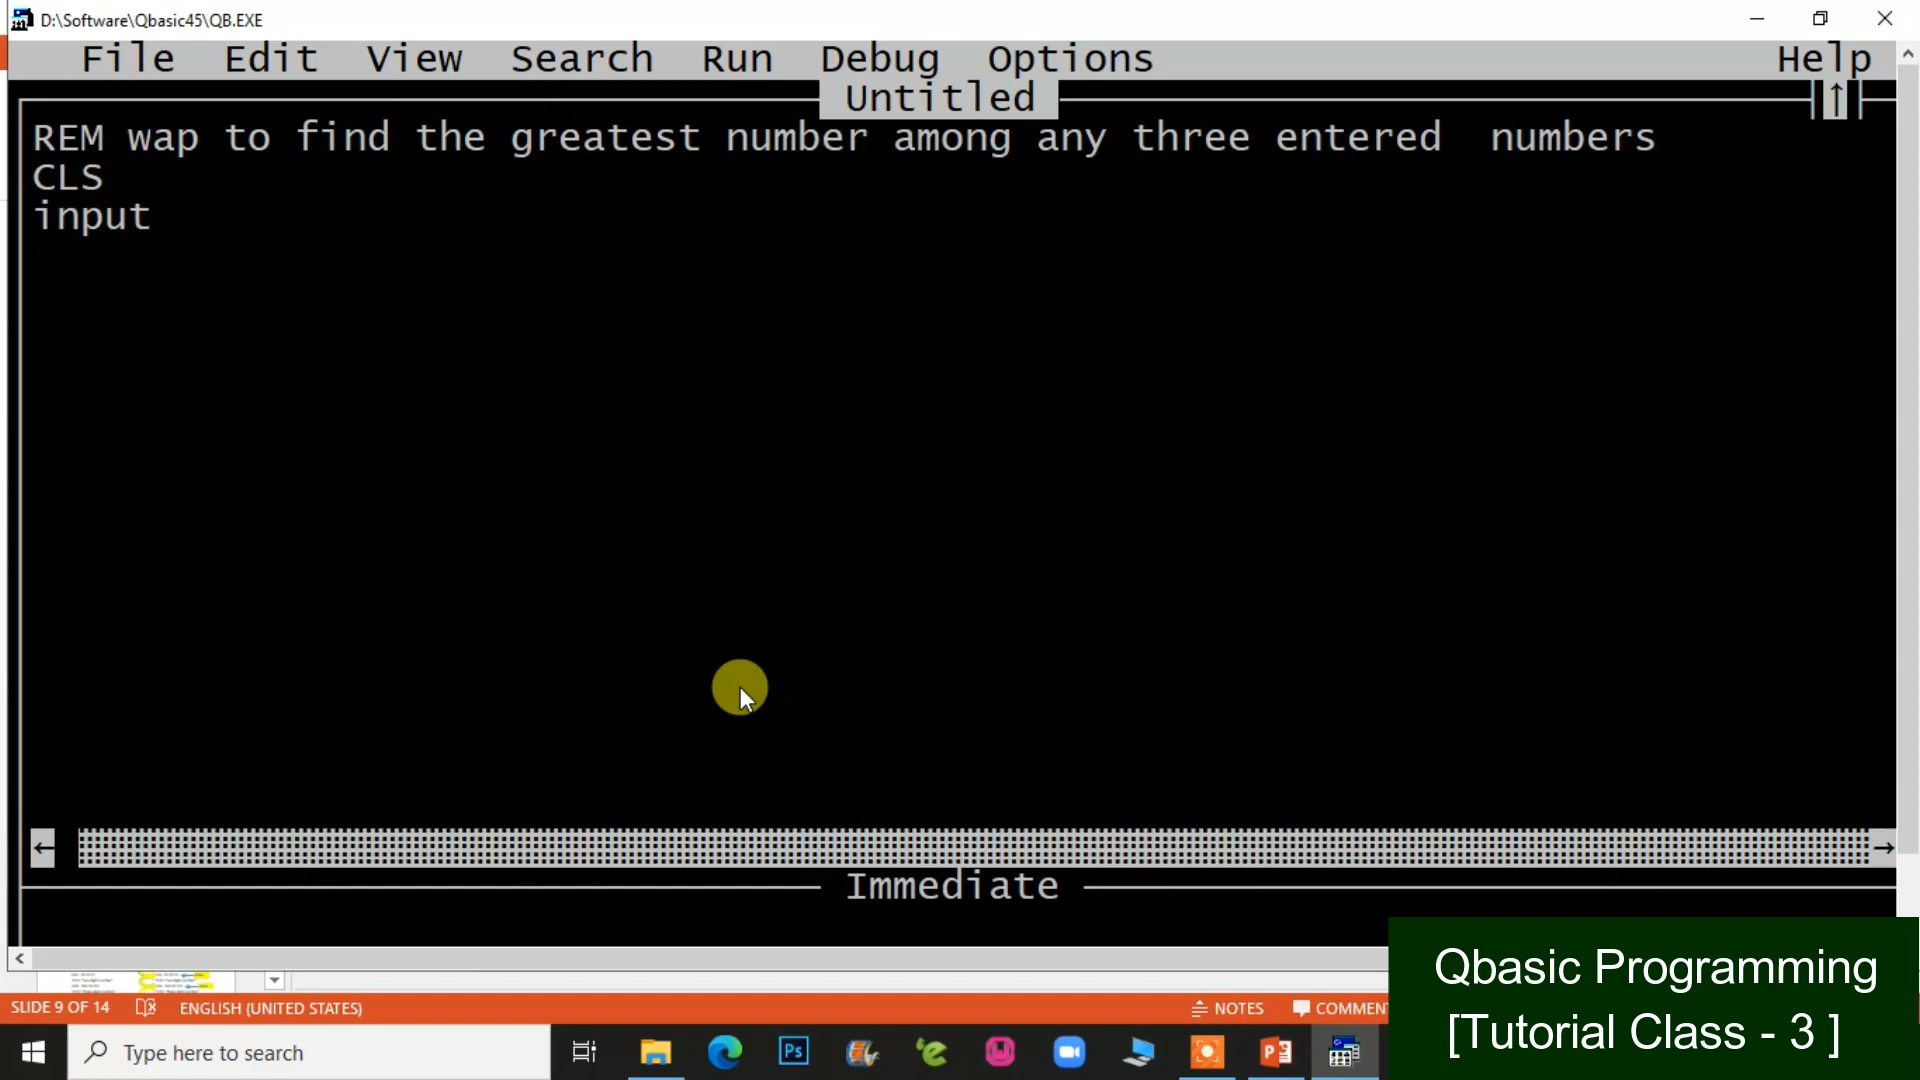 D:\Software\Qbasic45\QB.EXE
File Edit View Search Run Debug Options Help
Untitled
REM wap to find the greatest number among any three entered  numbers
CLS
input
Immediate
Qbasic Programming
[Tutorial Class - 3 ]
SLIDE 9 OF 14 ENGLISH (UNITED STATES) NOTES COMMEN
Type here to search
Ps